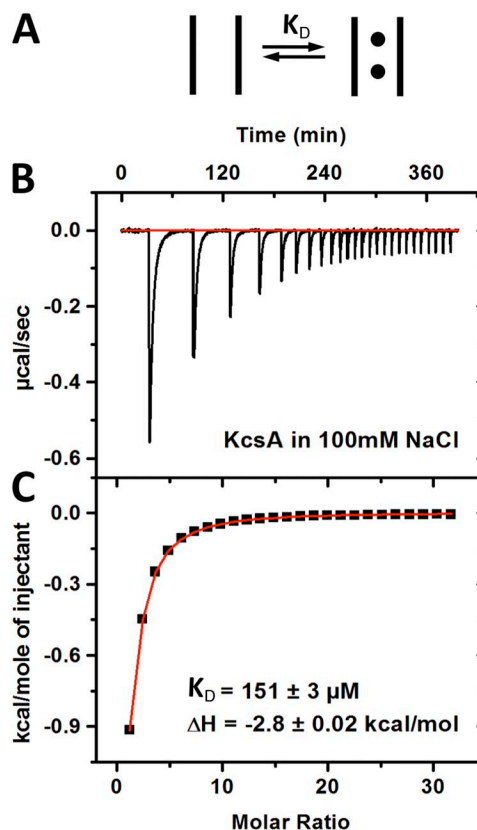 A
K_D
Time (min)
0 120 240 360
B
0.0
-0.2
-0.4
-0.6
µcal/sec
KcsA in 100mM NaCl
C
0.0
-0.3
-0.6
-0.9
kcal/mole of injectant
K_D = 151 ± 3 µM
ΔH = -2.8 ± 0.02 kcal/mol
0 10 20 30
Molar Ratio